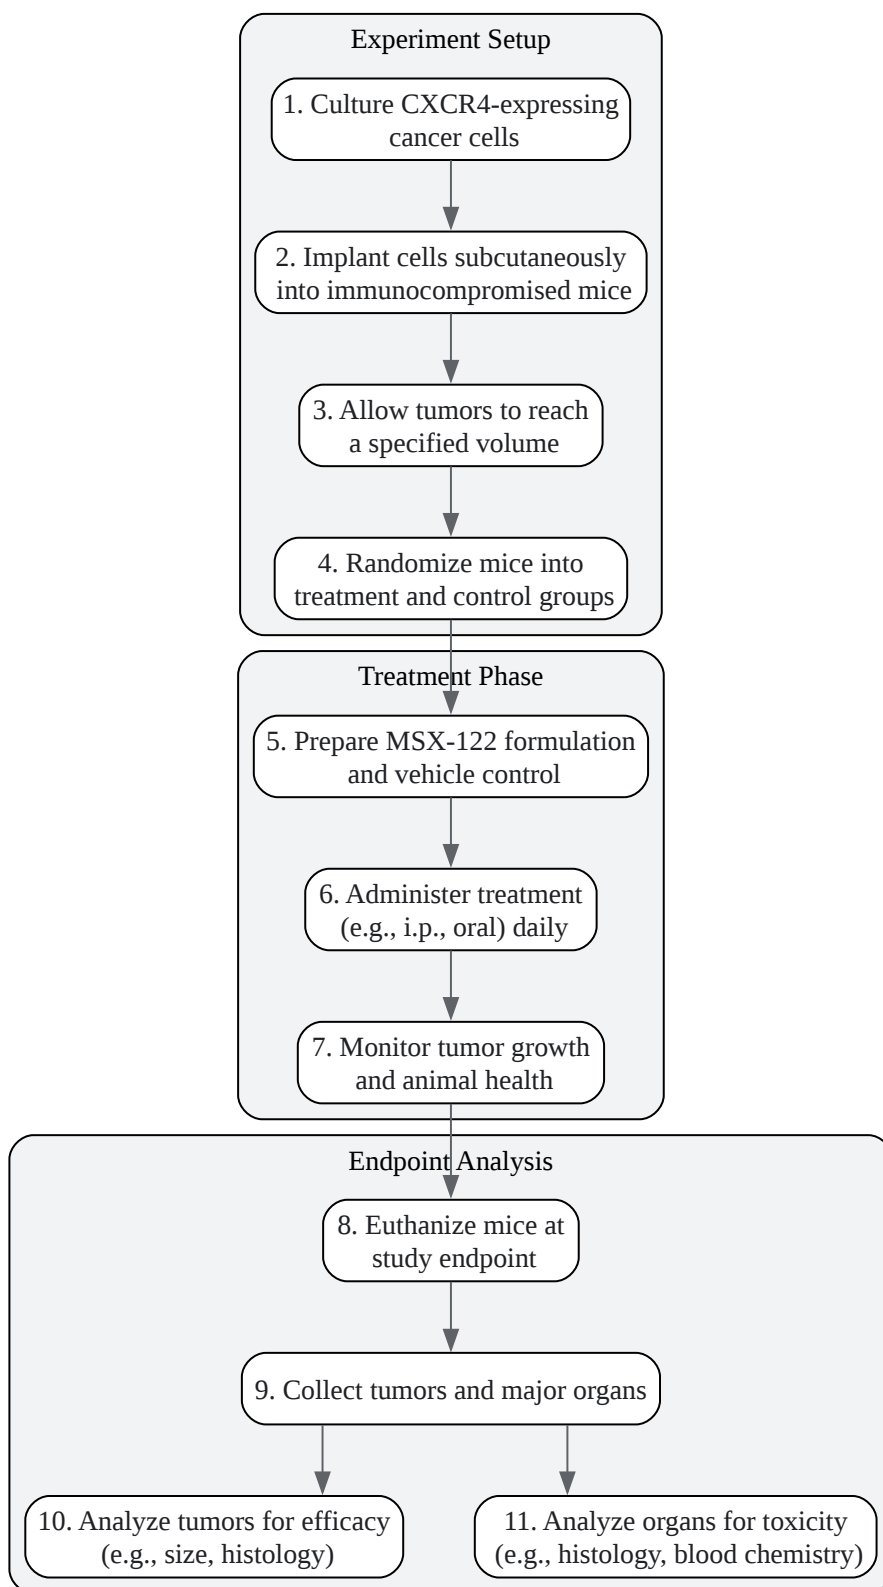 Experiment Setup
1. Culture CXCR4-expressing
cancer cells
2. Implant cells subcutaneously
into immunocompromised mice
3. Allow tumors to reach
a specified volume
4. Randomize mice into
treatment and control groups
Treatment Phase
5. Prepare MSX-122 formulation
and vehicle control
6. Administer treatment
(e.g., i.p., oral) daily
7. Monitor tumor growth
and animal health
Endpoint Analysis
8. Euthanize mice at
study endpoint
9. Collect tumors and major organs
10. Analyze tumors for efficacy
(e.g., size, histology)
11. Analyze organs for toxicity
(e.g., histology, blood chemistry)